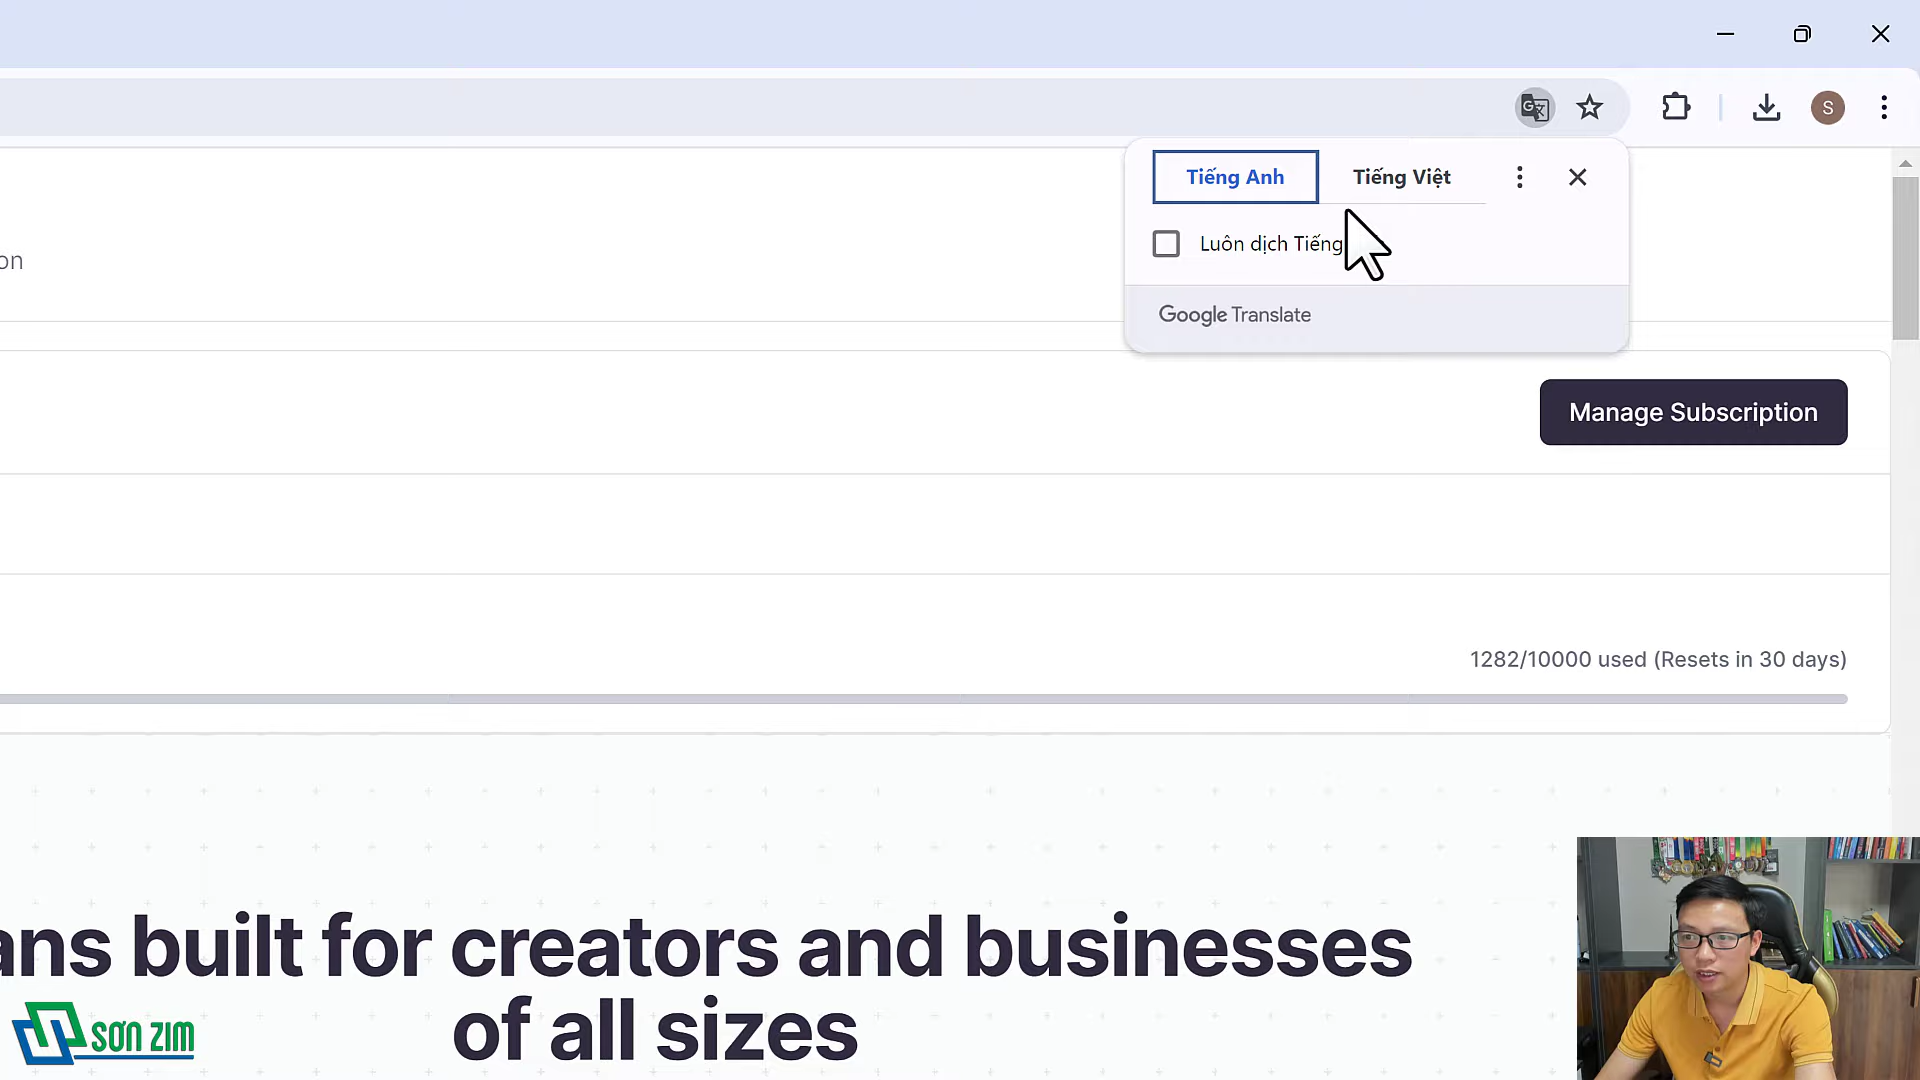 S
Tiếng Anh
Tiếng Việt
Luôn dịch Tiếng
on
Google Translate
Manage Subscription
1282/10000 used (Resets in 30 days)
ans built for creators and businesses
of all sizes
SƠN ZIM